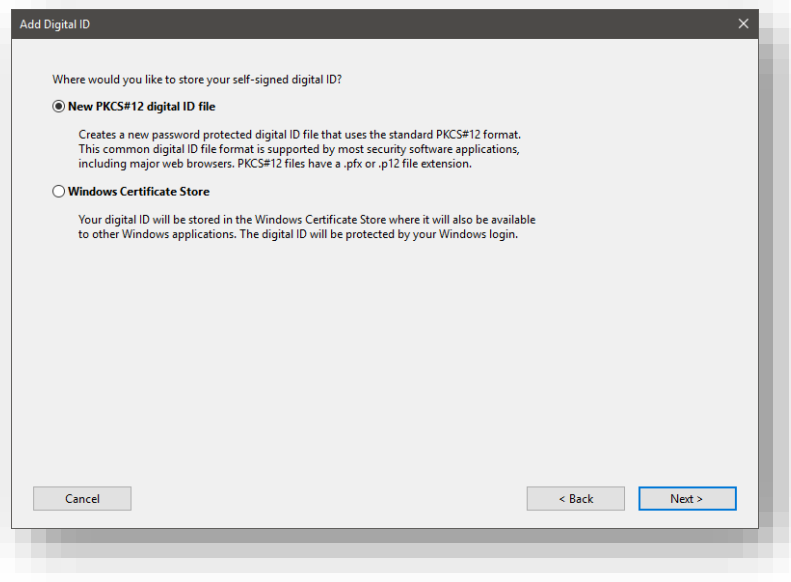 Add Digital ID
Where would you like to store your self-signed digital ID?
New PKCS#12 digital ID file
Creates a new password protected digital ID file that uses the standard PKCS#12 format.
This common digital ID file format is supported by most security software applications,
including major web browsers. PKCS#12 files have a .pfx or .p12 file extension.
Windows Certificate Store
Your digital ID will be stored in the Windows Certificate Store where it will also be available
to other Windows applications. The digital ID will be protected by your Windows login.
Cancel
< Back
Next >